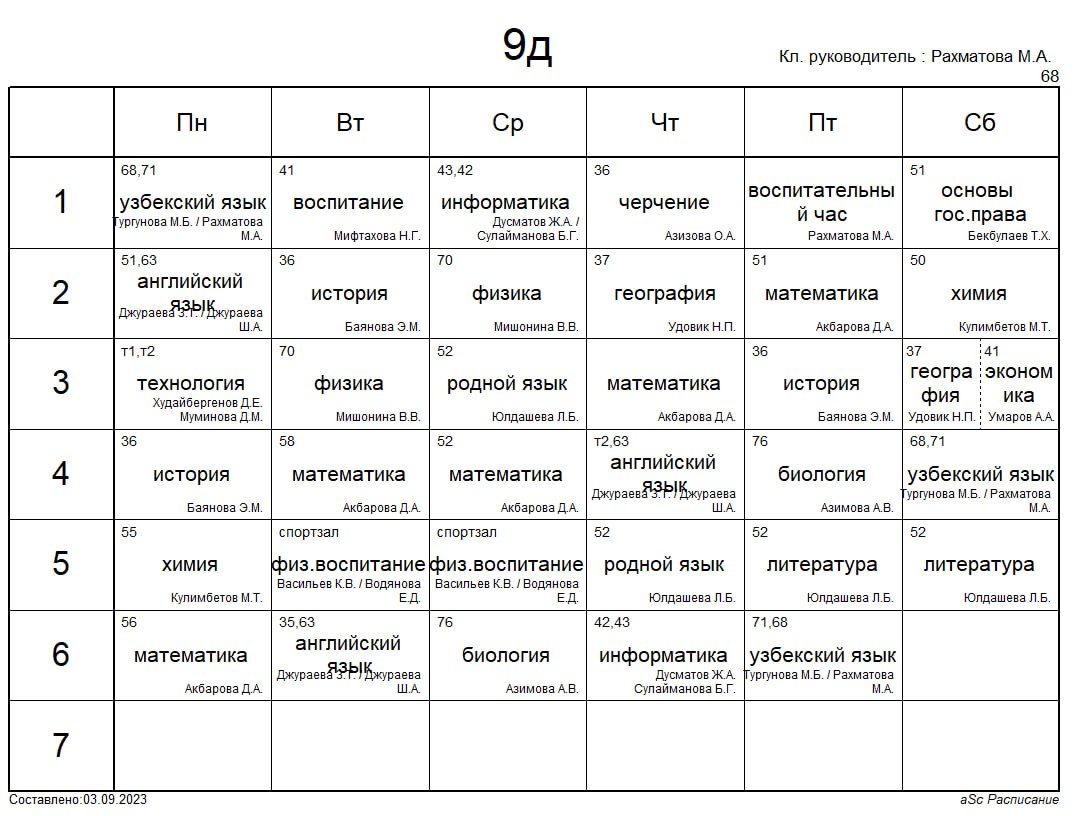 9д
Кл. руководитель : Рахматова М.А.
68
Пн Вт Ср Чт Пт Сб
1
68,71
узбекский язык
Тургунова М.Б. / Рахматова
М.А.
41
воспитание
Мифтахова Н.Г.
43,42
информатика
Дусматов Ж.А. /
Сулайманова Б.Г.
36
черчение
Азизова О.А.
воспитательны
й час
Рахматова М.А.
51
основы
гос.права
Бекбулаев Т.Х.
2
51,63
английский
язык
Джураева З.Т. / Джураева
Ш.А.
36
история
Баянова Э.М.
70
физика
Мишонина В.В.
37
география
Удовик Н.П.
51
математика
Акбарова Д.А.
50
химия
Кулимбетов М.Т.
3
т1,т2
технология
Худайбергенов Д.Е.
Муминова Д.М.
70
физика
Мишонина В.В.
52
родной язык
Юлдашева Л.Б.
математика
Акбарова Д.А.
36
история
Баянова Э.М.
37
геогра
фия
Удовик Н.П.
41
эконом
ика
Умаров А.А.
4
36
история
Баянова Э.М.
58
математика
Акбарова Д.А.
52
математика
Акбарова Д.А.
т2,63
английский
язык
Джураева З.Т. / Джураева
Ш.А.
76
биология
Азимова А.В.
68,71
узбекский язык
Тургунова М.Б. / Рахматова
М.А.
5
55
химия
Кулимбетов М.Т.
спортзал
физ.воспитание
Васильев К.В. / Водянова
Е.Д.
спортзал
физ.воспитание
Васильев К.В. / Водянова
Е.Д.
52
родной язык
Юлдашева Л.Б.
52
литература
Юлдашева Л.Б.
52
литература
Юлдашева Л.Б.
6
56
математика
Акбарова Д.А.
35,63
английский
язык
Джураева З.Т. / Джураева
Ш.А.
76
биология
Азимова А.В.
42,43
информатика
Дусматов Ж.А.
Сулайманова Б.Г.
71,68
узбекский язык
Тургунова М.Б. / Рахматова
М.А.
7
Составлено:03.09.2023
aSc Расписание